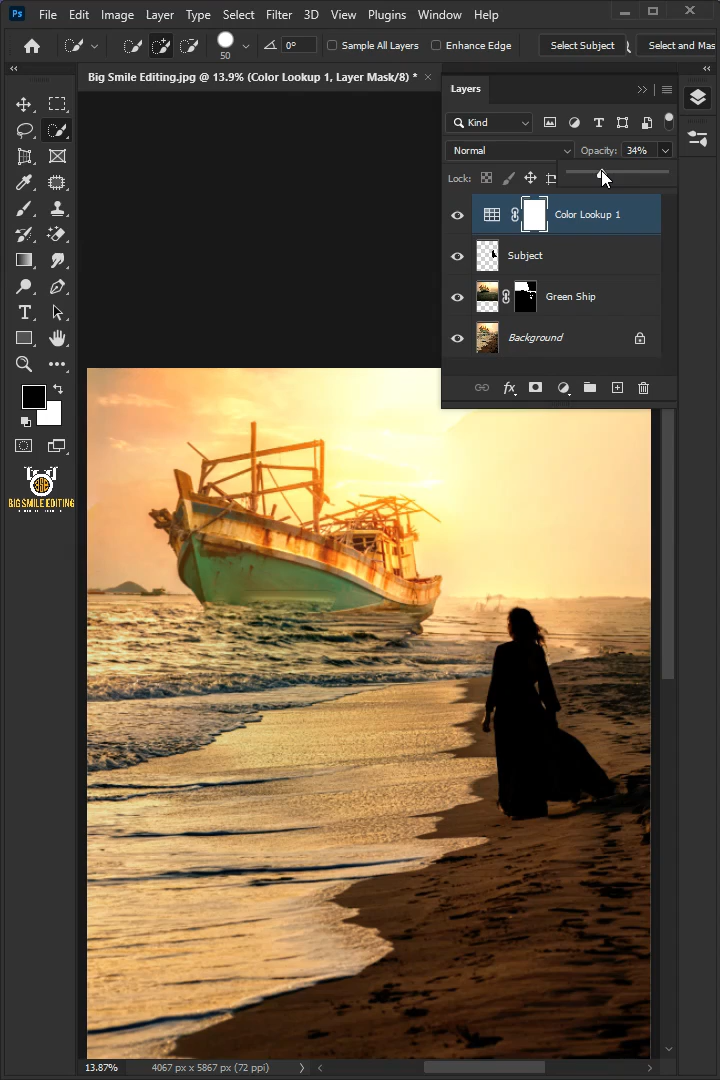 Ps File Edit Image Layer Type Select Filter 3D View Plugins Window Help
50 0° Sample All Layers Enhance Edge Select Subject Select and Mas
Big Smile Editing.jpg @ 13.9% (Color Lookup 1, Layer Mask/8) *
Layers
Kind
Normal Opacity: 34%
Lock:
Color Lookup 1
Subject
Green Ship
Background
fx
BIG SMILE EDITING
13.87% 4067 px x 5867 px (72 ppi)